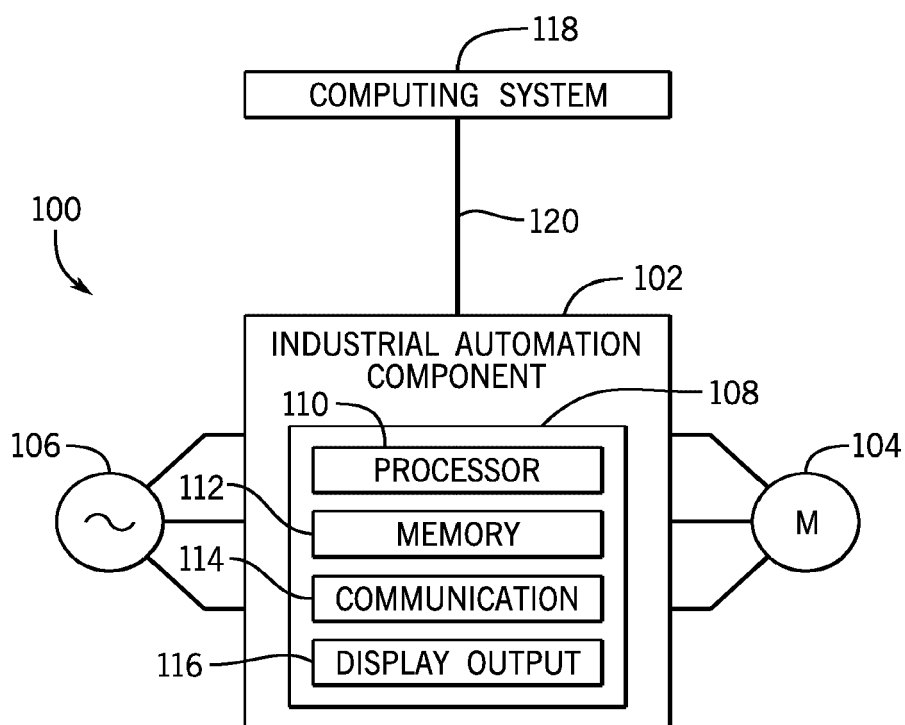 118
COMPUTING SYSTEM
100
120
102
INDUSTRIAL AUTOMATION
COMPONENT
108
110
106
104
PROCESSOR
112
MEMORY
M
114
COMMUNICATION
116
DISPLAY OUTPUT